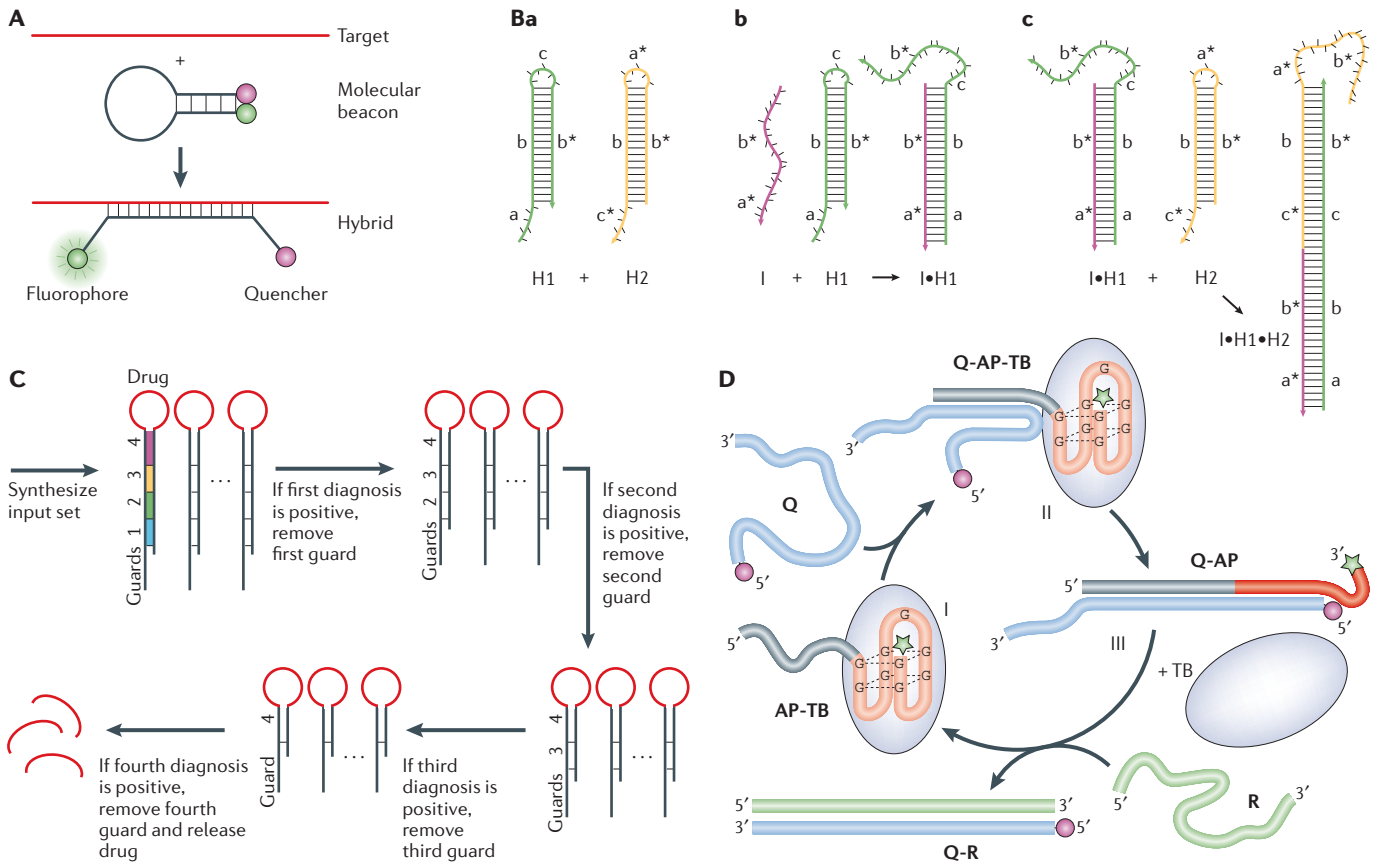 A
Target
+
Molecular
beacon
Hybrid
Fluorophore
Quencher
Ba
c
a*
b
b*
b
b*
a
c*
H1
+
H2
b
b*
c
c
b*
b*
b
b*
b
a*
a
a*
a
I
+
H1
I•H1
c
b*
c
a*
b*
b
b
b*
a*
a
c*
I•H1
+
H2
I•H1•H2
a*
b*
b
b*
c*
c
b*
b
a*
a
C
Synthesize
input set
Drug
Guards
1
2
3
4
...
If first diagnosis
is positive,
remove
first guard
Guards
2
3
4
...
If second
diagnosis
is positive,
remove
second
guard
Guards
3
4
...
If third
diagnosis is
positive,
remove
third guard
Guard
4
...
If fourth diagnosis
is positive,
remove fourth
guard and release
drug
D
Q-AP-TB
G
G
G
G
G
G
G
G
G
3′
5′
II
3′
Q
5′
Q-AP
3′
5′
5′
3′
III
+ TB
I
5′
G
G
G
G
G
G
G
G
G
AP-TB
5′
3′
R
5′
3′
3′
5′
Q-R